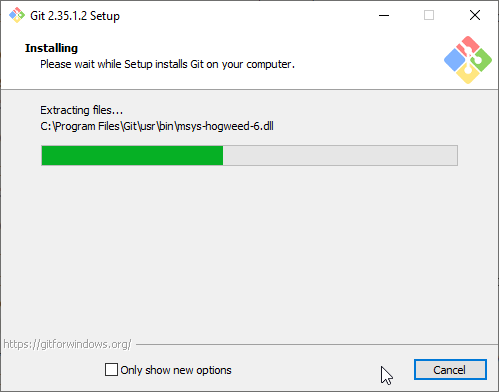 Git 2.35.1.2 Setup
Installing
Please wait while Setup installs Git on your computer.
Extracting files...
C:\Program Files\Git\usr\bin\msys-hogweed-6.dll
https://gitforwindows.org/
Only show new options
Cancel